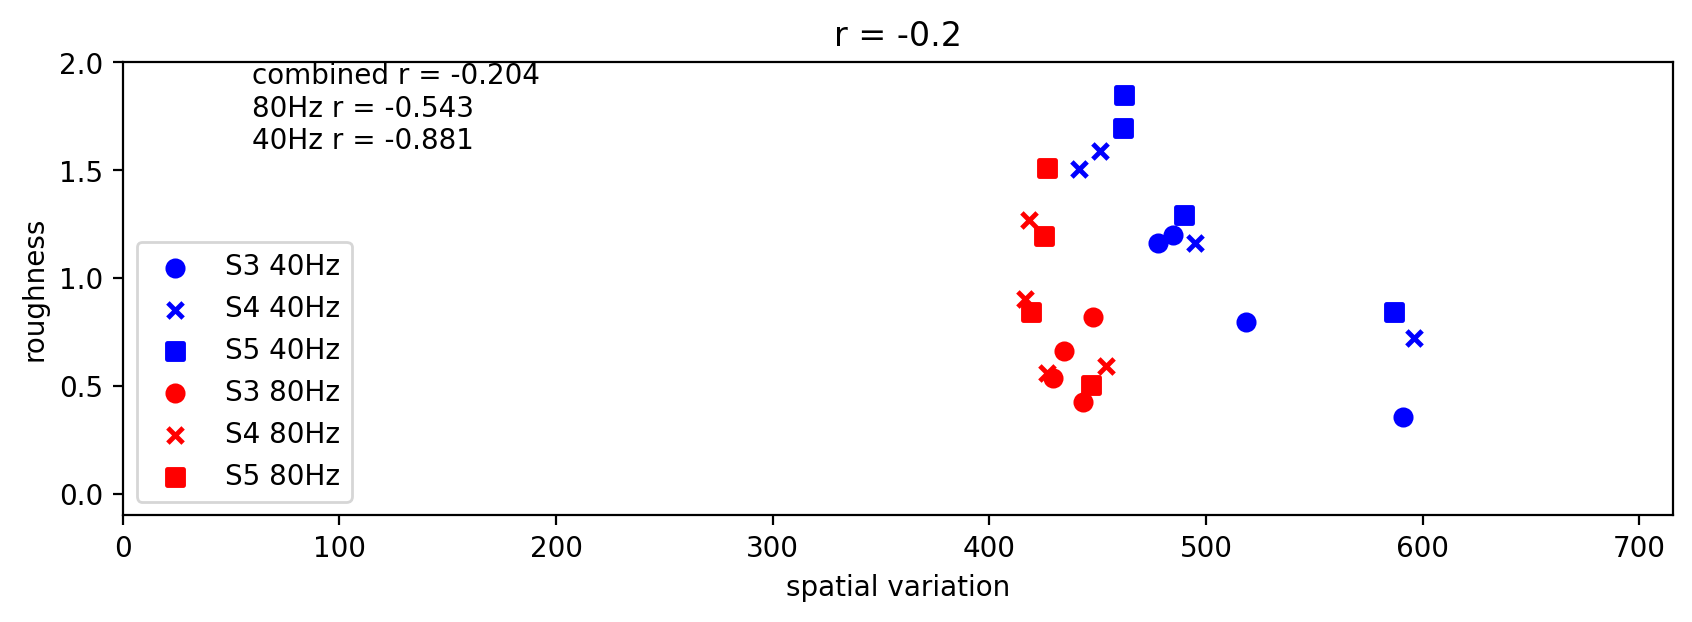 r = -0.2
combined r = -0.204
80Hz r = -0.543
40Hz r = -0.881
2.0
1.5
1.0
0.5
0.0
roughness
S3 40Hz
S4 40Hz
S5 40Hz
S3 80Hz
S4 80Hz
S5 80Hz
0 100 200 300 400 500 600 700
spatial variation